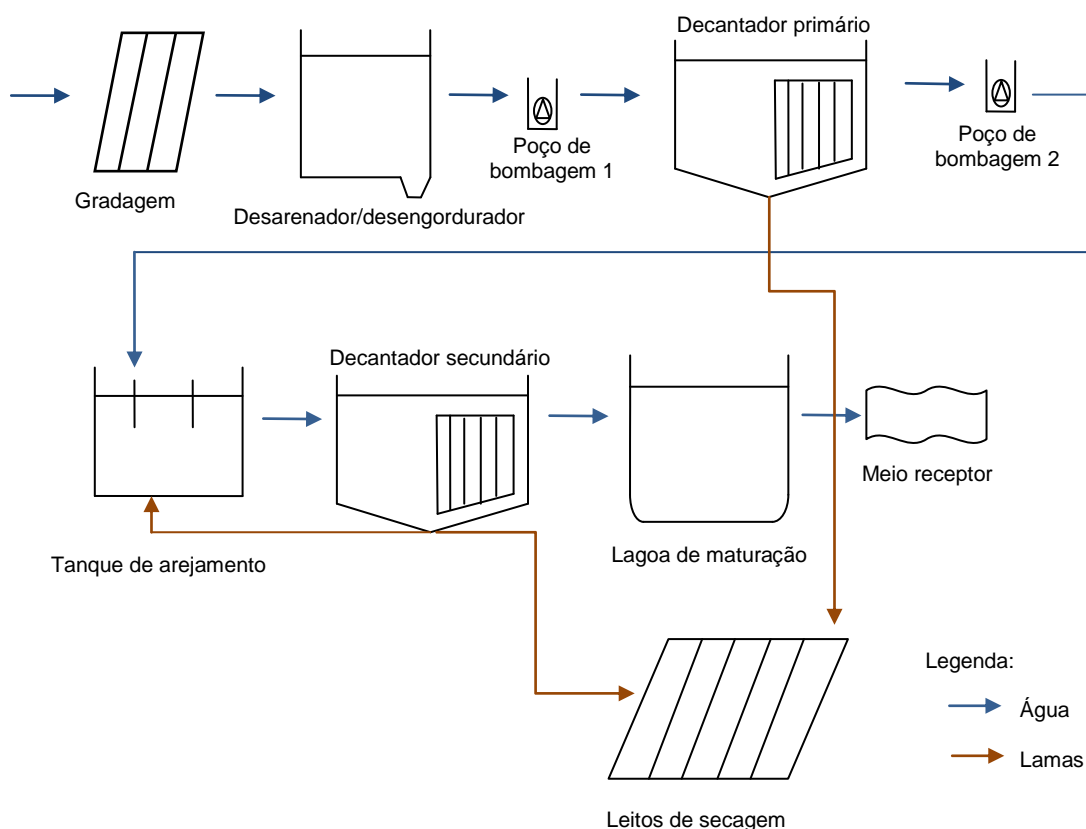 Decantador primário
Poço de
bombagem 1
Poço de
bombagem 2
Gradagem
Desarenador/desengordurador
Decantador secundário
Meio receptor
Tanque de arejamento
Lagoa de maturação
Legenda:
Água
Lamas
Leitos de secagem